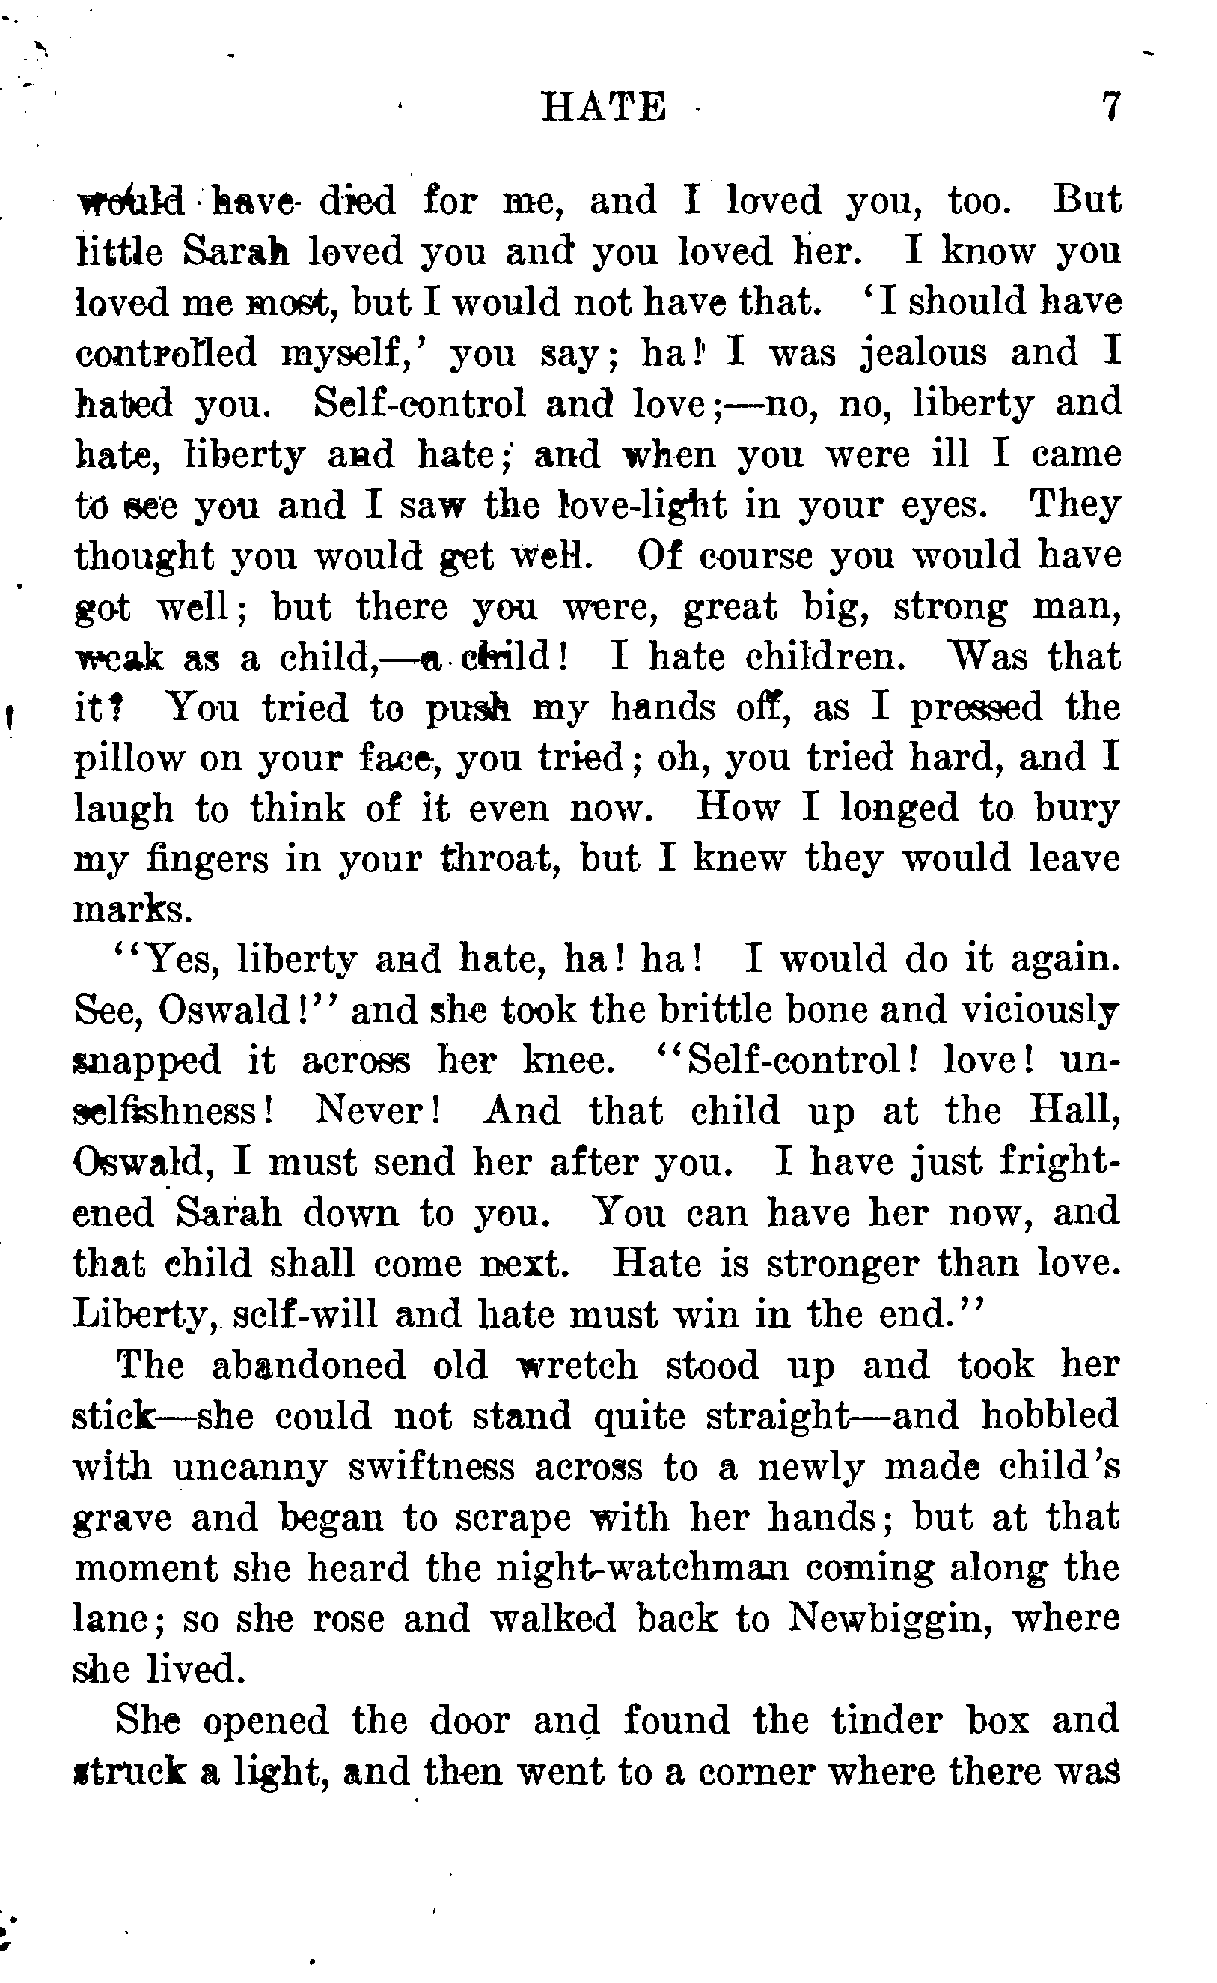 HATE 7
would have died for me, and I loved you, too. But
little Sarah loved you and you loved her. I know you
loved me most, but I would not have that. 'I should have
controlled myself,' you say; ha! I was jealous and I
hated you. Self-control and love;—no, no, liberty and
hate, liberty and hate; and when you were ill I came
to see you and I saw the love-light in your eyes. They
thought you would get well. Of course you would have
got well; but there you were, great big, strong man,
weak as a child,—a child! I hate children. Was that
it? You tried to push my hands off, as I pressed the
pillow on your face, you tried; oh, you tried hard, and I
laugh to think of it even now. How I longed to bury
my fingers in your throat, but I knew they would leave
marks.
"Yes, liberty and hate, ha! ha! I would do it again.
See, Oswald!" and she took the brittle bone and viciously
snapped it across her knee. "Self-control! love! un-
selfishness! Never! And that child up at the Hall,
Oswald, I must send her after you. I have just fright-
ened Sarah down to you. You can have her now, and
that child shall come next. Hate is stronger than love.
Liberty, self-will and hate must win in the end."
The abandoned old wretch stood up and took her
stick—she could not stand quite straight—and hobbled
with uncanny swiftness across to a newly made child's
grave and began to scrape with her hands; but at that
moment she heard the night-watchman coming along the
lane; so she rose and walked back to Newbiggin, where
she lived.
She opened the door and found the tinder box and
struck a light, and then went to a corner where there was